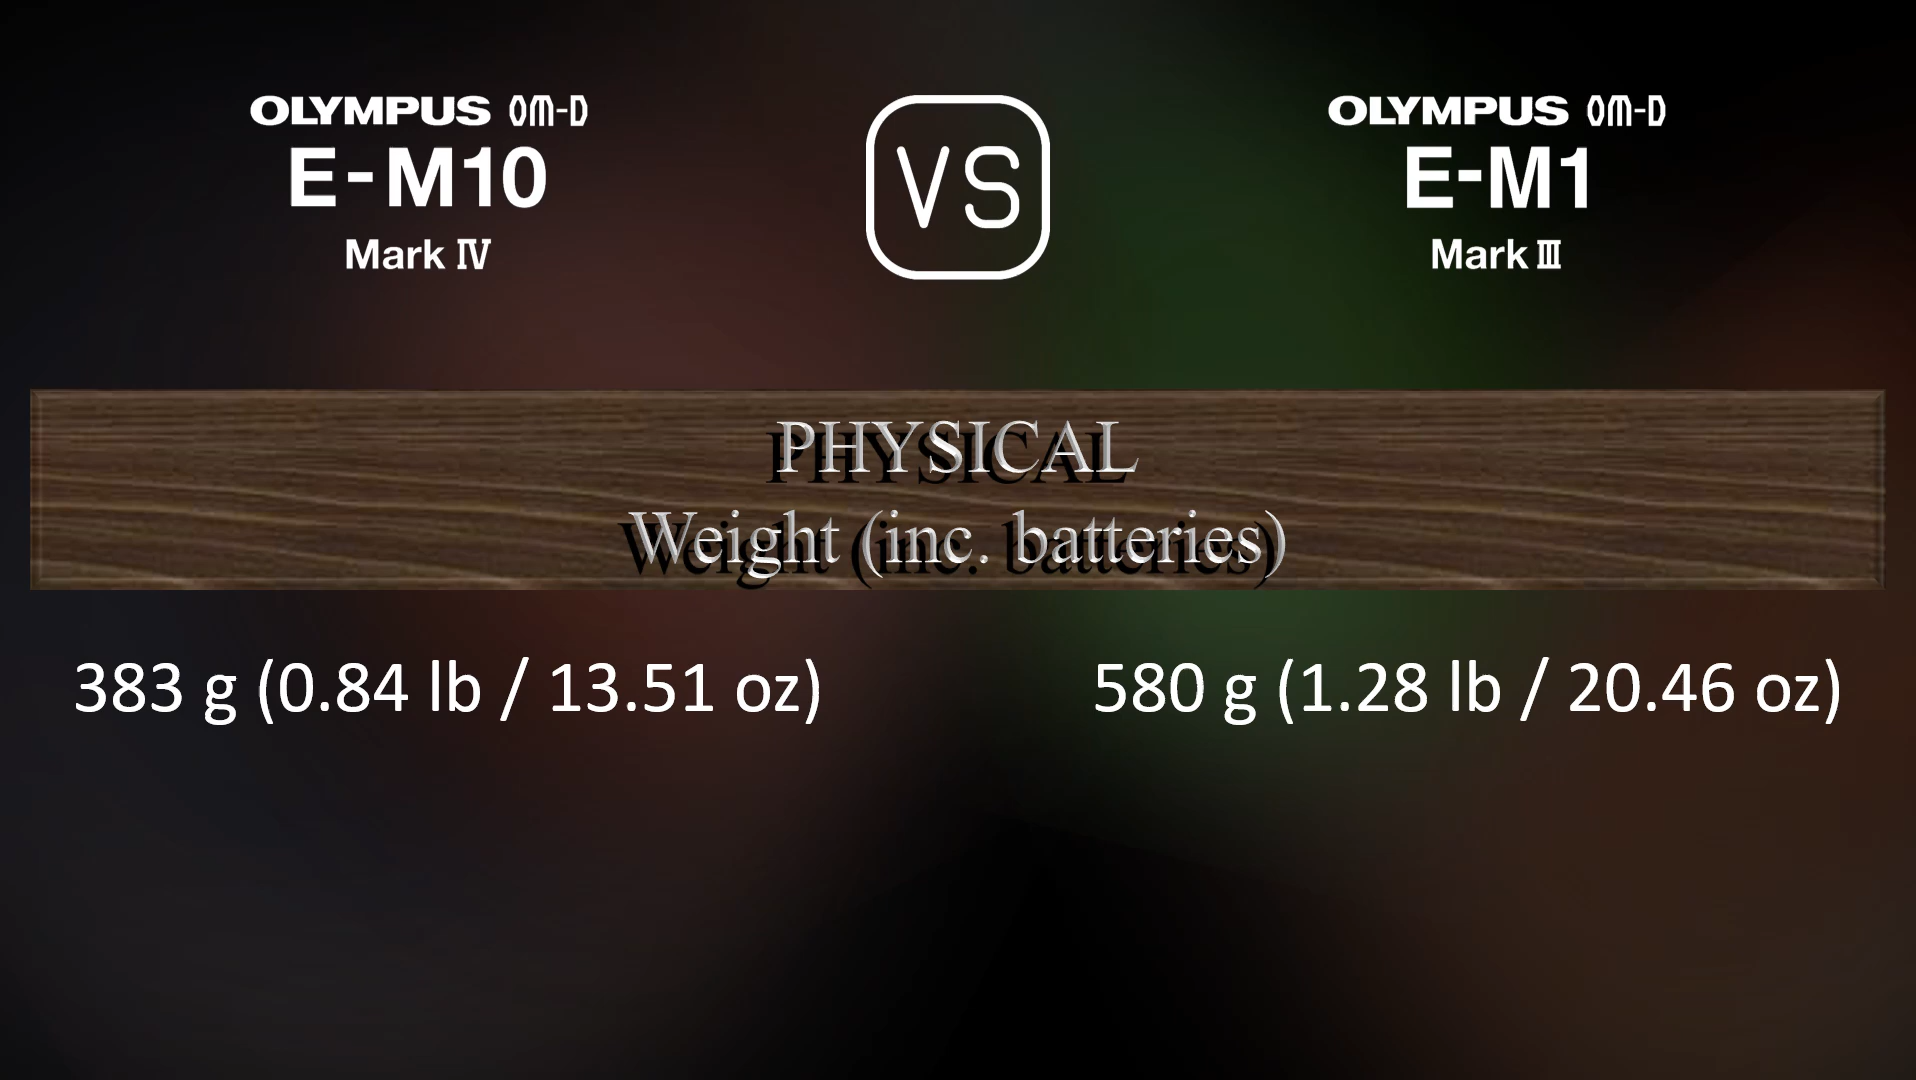 OLYMPUS OM-D
E-M10
Mark IV
VS
OLYMPUS OM-D
E-M1
Mark III
PHYSICAL
Weight (inc. batteries)
383 g (0.84 lb / 13.51 oz)
580 g (1.28 lb / 20.46 oz)